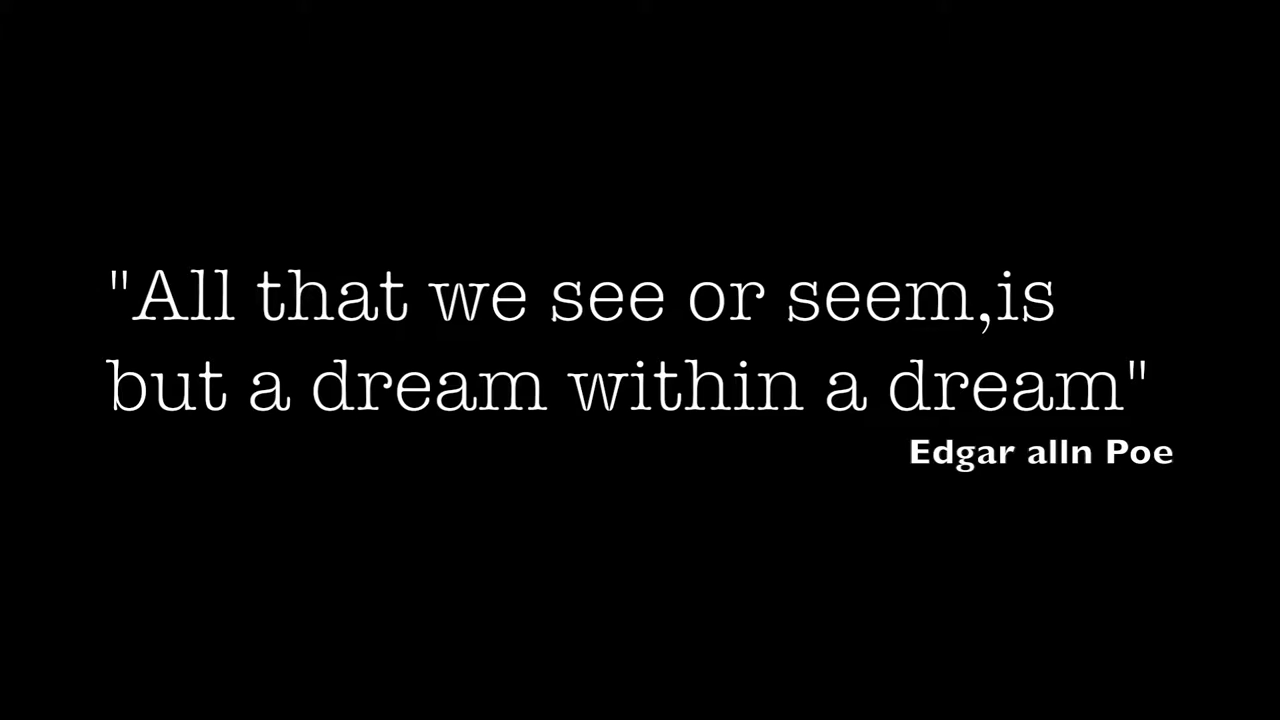 "All that we see or seem,is
but a dream within a dream"
Edgar alln Poe